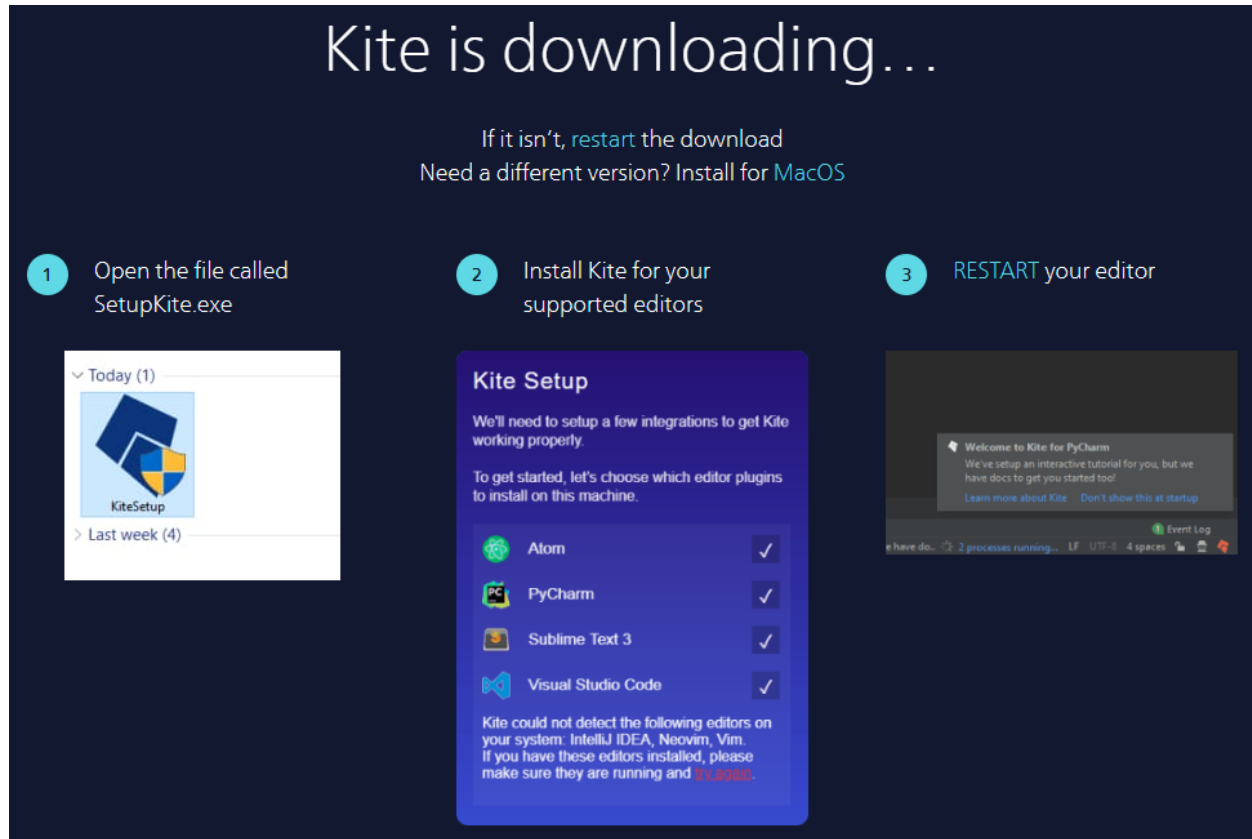 Kite is downloading...
If it isn't, restart the download
Need a different version? Install for MacOS
1
Open the file called
SetupKite.exe
Today (1)
KiteSetup
Last week (4)
2
Install Kite for your
supported editors
Kite Setup
We'll need to setup a few integrations to get Kite
working properly.
To get started, let's choose which editor plugins
to install on this machine.
Atom
PC
PyCharm
Sublime Text 3
Visual Studio Code
Kite could not detect the following editors on
your system: IntelliJ IDEA, Neovim, Vim.
If you have these editors installed, please
make sure they are running and try again.
3
RESTART your editor
Welcome to Kite for PyCharm
We've setup an interactive tutorial for you, but we
have docs to get you started too!
Learn more about Kite Don't show this at startup
1 Event Log
e have do.. 2 processes running... LF UTF-8 4 spaces